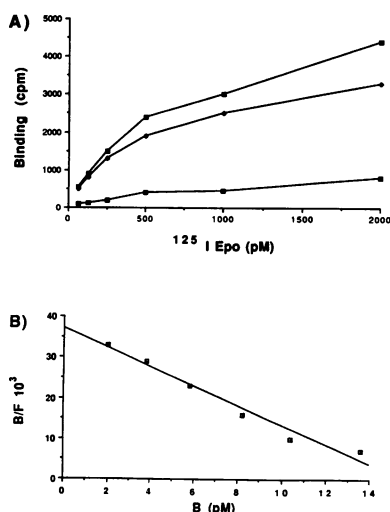 A)
Binding (cpm)
5000
4000
3000
2000
1000
0
0 500 1000 1500 2000
125 I Epo (pM)
B)
B/F 10³
40
30
20
10
0
0 2 4 6 8 10 12 14
B (pM)